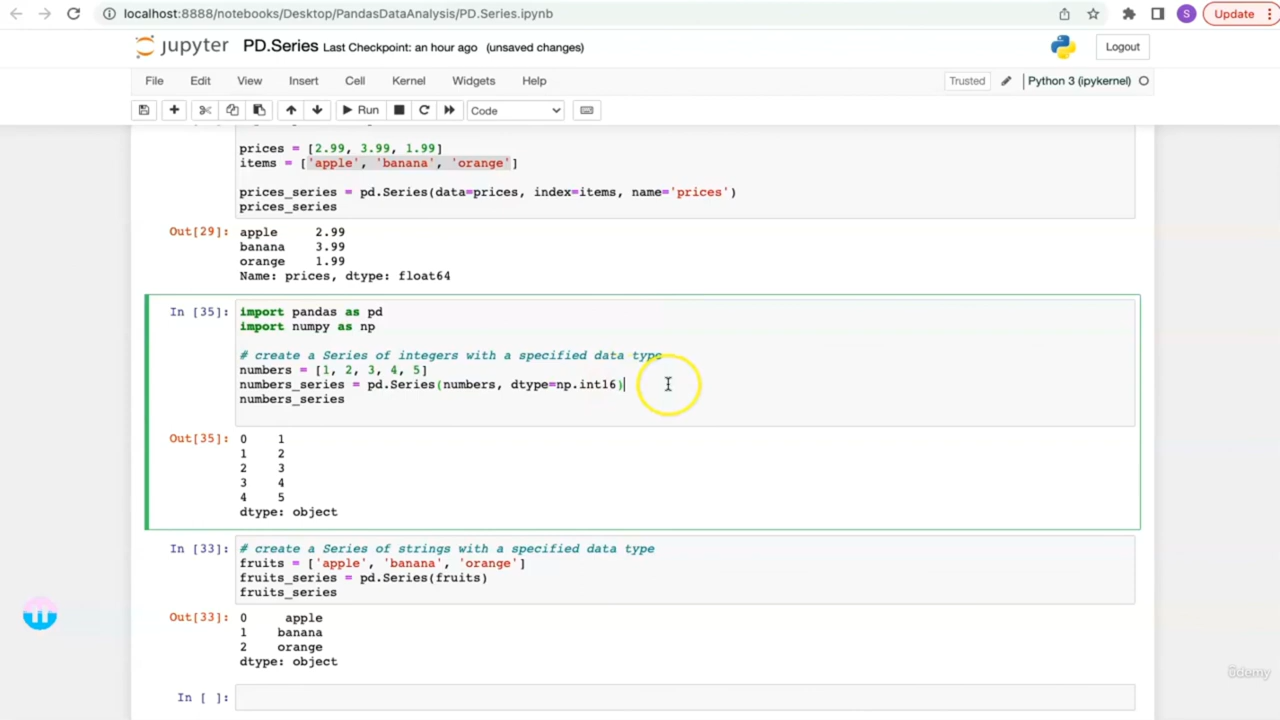 localhost:8888/notebooks/Desktop/PandasDataAnalysis/PD.Series.ipynb
S
Update
jupyter PD.Series Last Checkpoint: an hour ago (unsaved changes)
Logout
File Edit View Insert Cell Kernel Widgets Help
Trusted Python 3 (ipykernel)
Run Code
prices = [2.99, 3.99, 1.99]
items = ['apple', 'banana', 'orange']
prices_series = pd.Series(data=prices, index=items, name='prices')
prices_series
Out[29]: apple 2.99
banana 3.99
orange 1.99
Name: prices, dtype: float64
In [35]: import pandas as pd
import numpy as np
# create a Series of integers with a specified data type
numbers = [1, 2, 3, 4, 5]
numbers_series = pd.Series(numbers, dtype=np.int16)
numbers_series
Out[35]: 0 1
1 2
2 3
3 4
4 5
dtype: object
In [33]: # create a Series of strings with a specified data type
fruits = ['apple', 'banana', 'orange']
fruits_series = pd.Series(fruits)
fruits_series
Out[33]: 0 apple
1 banana
2 orange
dtype: object
In [ ]:
ûdemy